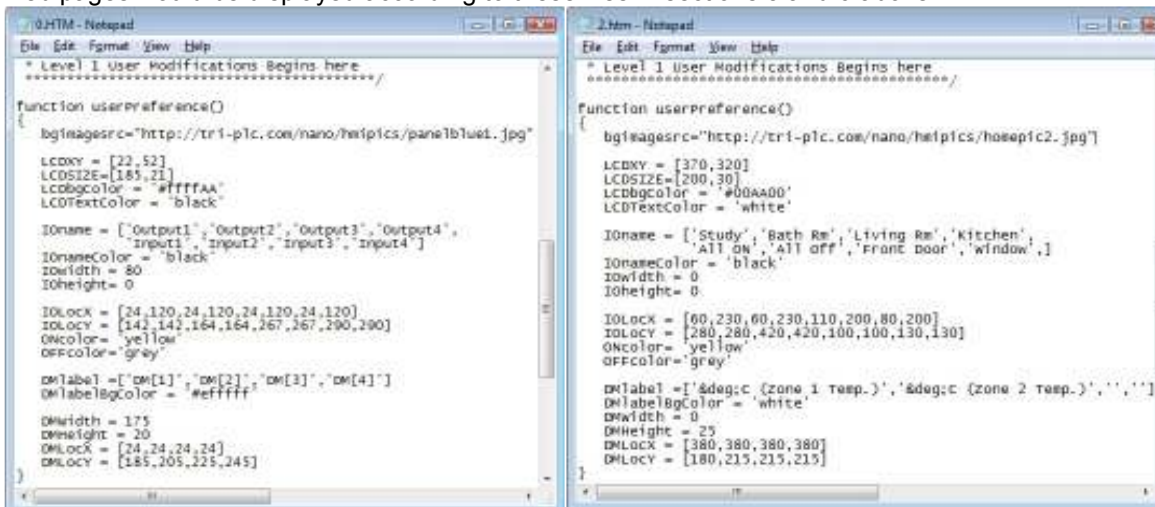 0.HTM - Notepad
File Edit Format View Help
* Level 1 User Modifications Begins here
******************************************/
function userPreference()
{
bgimagesrc="http://tri-plc.com/nano/hmipics/panelblue1.jpg"
LCDXY = [22,52]
LCDSIZE=[185,21]
LCDbgColor = '#ffffAA'
LCDTextColor = 'black'
IOname = ['Output1','Output2','Output3','Output4',
'Input1','Input2','Input3','Input4']
IOnameColor = 'black'
IOwidth = 80
IOheight= 0
IOLocX = [24,120,24,120,24,120,24,120]
IOLocY = [142,142,164,164,267,267,290,290]
ONcolor= 'yellow'
OFFcolor='grey'
DMlabel =['DM[1]','DM[2]','DM[3]','DM[4]']
DMlabelBgColor = '#efffff'
DMWidth = 175
DMHeight = 20
DMLocX = [24,24,24,24]
DMLocY = [185,205,225,245]
}
2.htm - Notepad
File Edit Format View Help
* Level 1 User Modifications Begins here
******************************************/
function userPreference()
{
bgimagesrc="http://tri-plc.com/nano/hmipics/homepic2.jpg"
LCDXY = [370,320]
LCDSIZE=[200,30]
LCDbgColor = '#00AA00'
LCDTextColor = 'white'
IOname = ['Study','Bath Rm','Living Rm','Kitchen',
'All ON','All Off','Front Door','Window',]
IOnameColor = 'black'
IOwidth = 0
IOheight= 0
IOLocX = [60,230,60,230,110,200,80,200]
IOLocY = [280,280,420,420,100,100,130,130]
ONcolor= 'yellow'
OFFcolor='grey'
DMlabel =['&deg;C (Zone 1 Temp.)','&deg;C (Zone 2 Temp.)','','']
DMlabelBgColor = 'white'
DMWidth = 0
DMHeight = 25
DMLocX = [380,380,380,380]
DMLocY = [180,215,215,215]
}